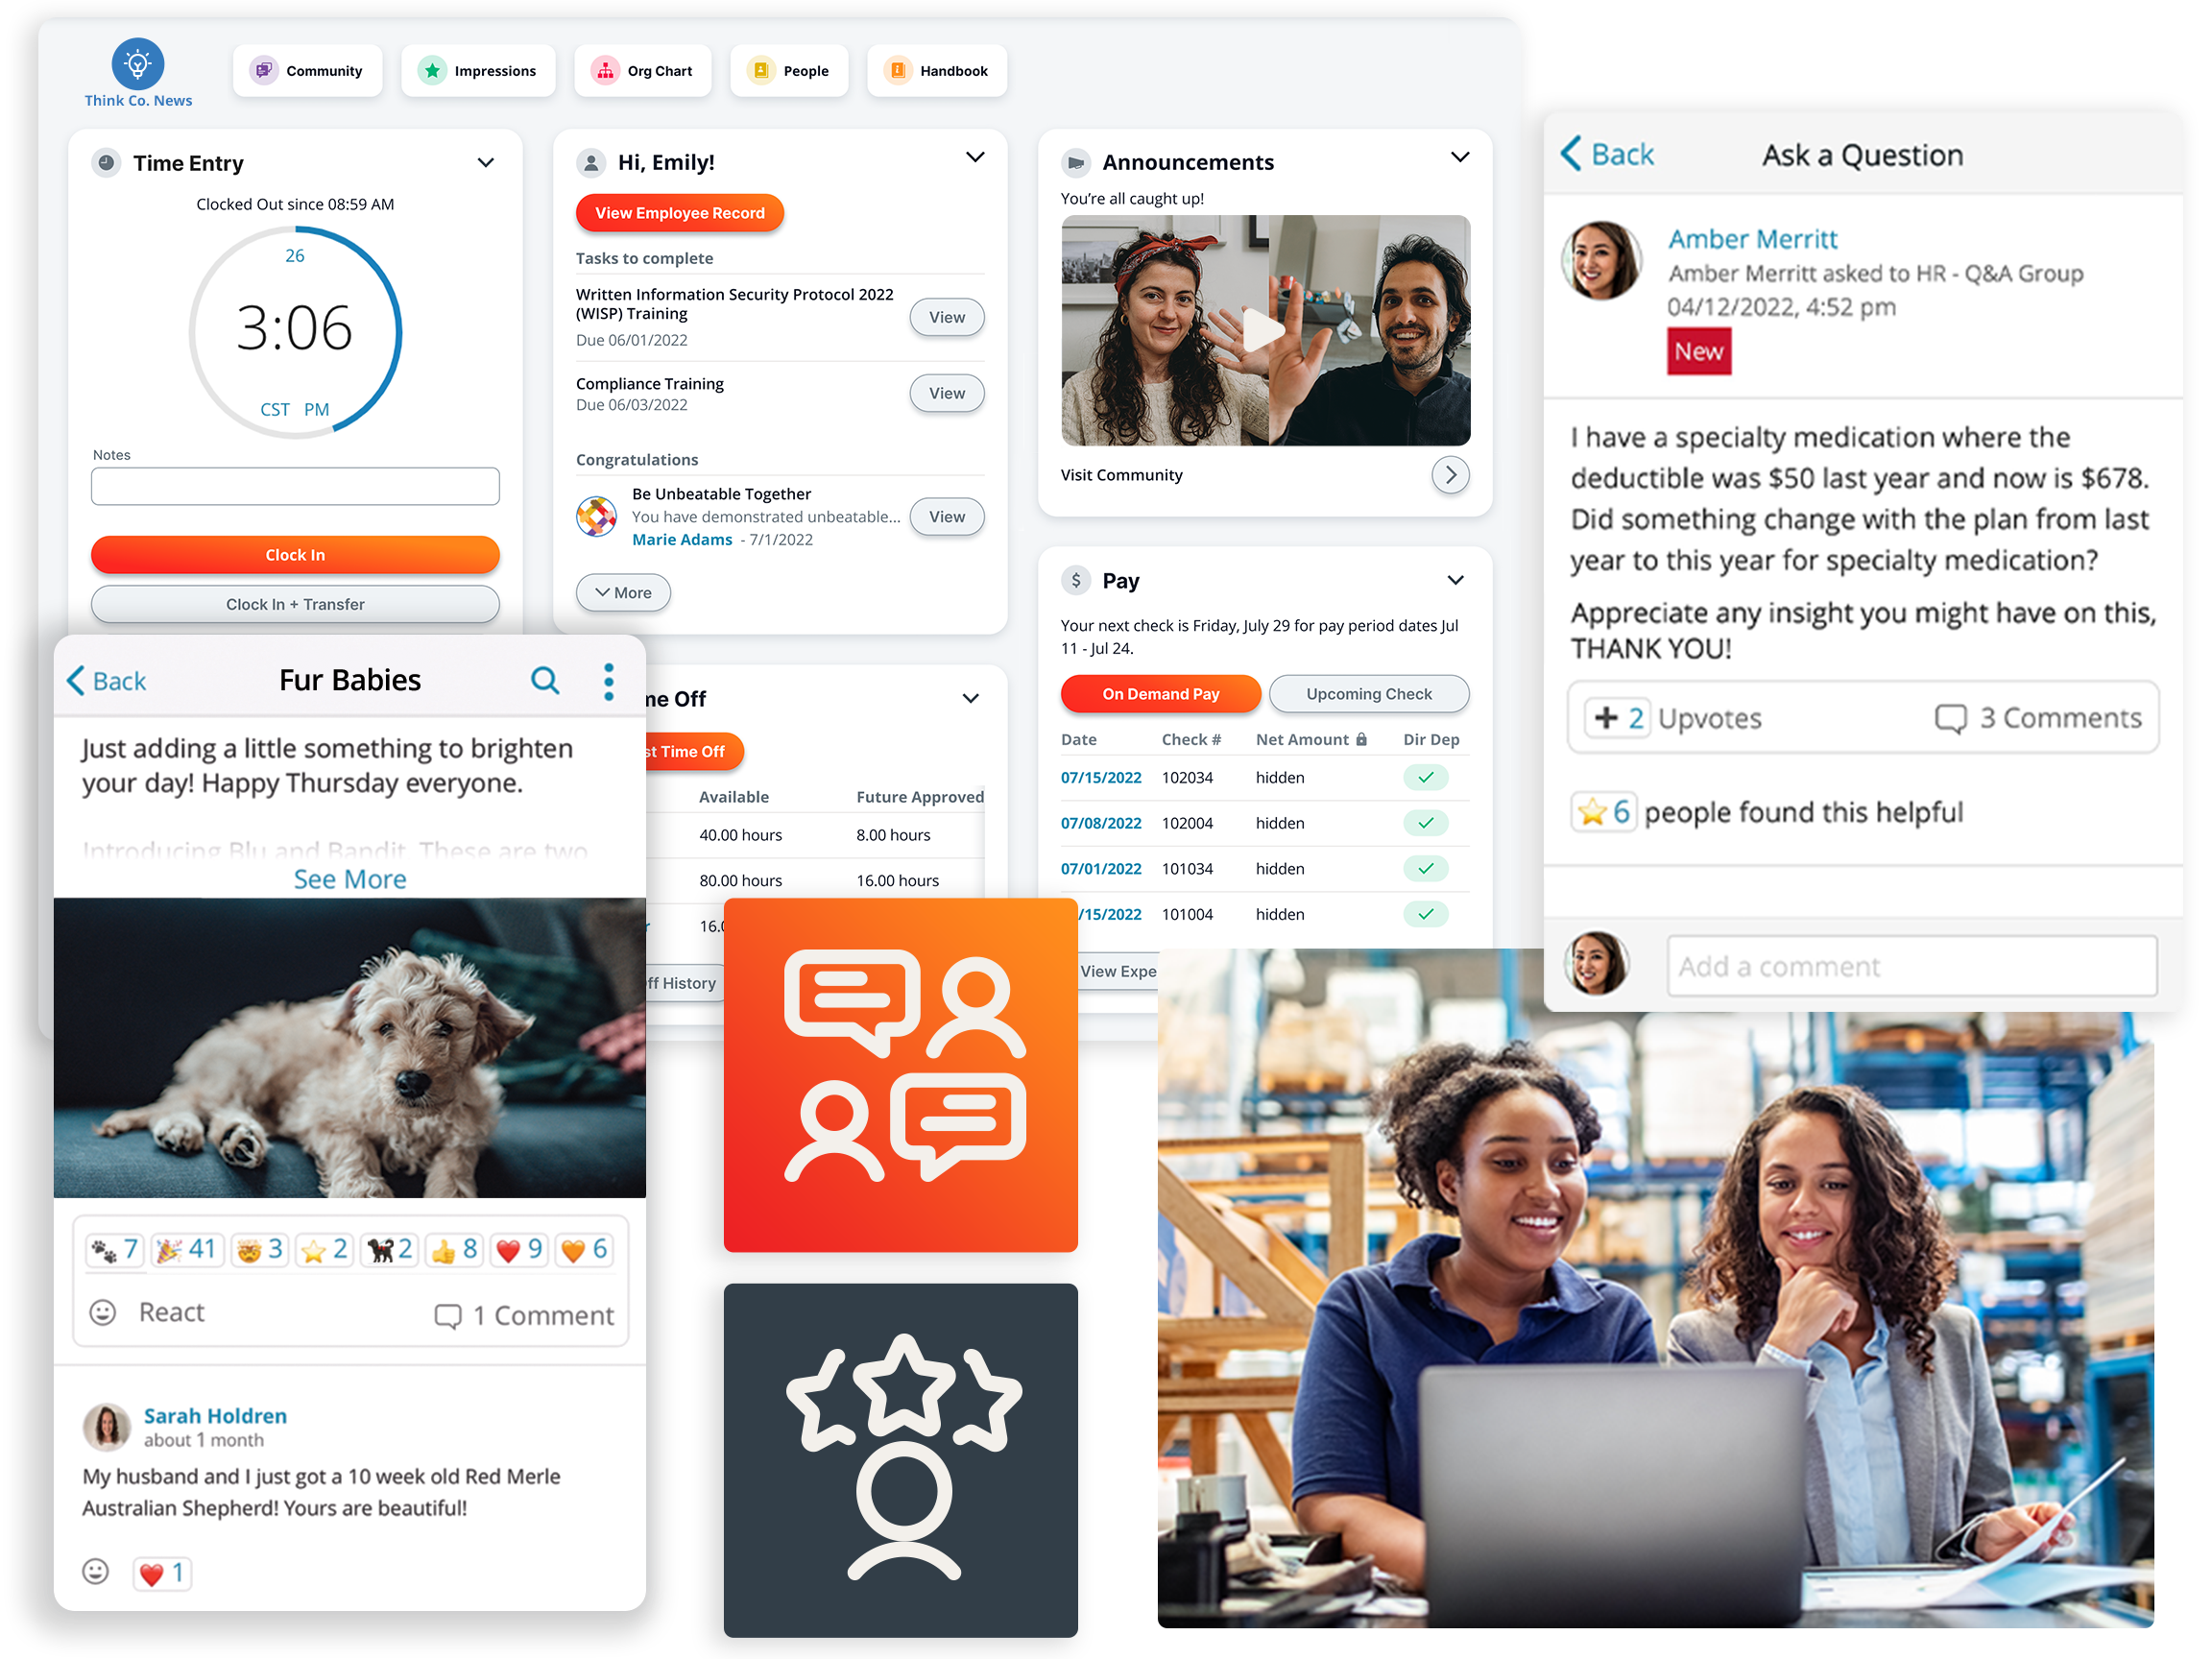 Think Co. News
Community
Impressions
Org Chart
People
Handbook
Time Entry
Clocked Out since 08:59 AM
26
3:06
CST PM
Notes
Clock In
Clock In + Transfer
Hi, Emily!
View Employee Record
Tasks to complete
Written Information Security Protocol 2022
(WISP) Training
Due 06/01/2022
View
Compliance Training
Due 06/03/2022
View
Congratulations
Be Unbeatable Together
You have demonstrated unbeatable...
Marie Adams - 7/1/2022
View
More
Announcements
You're all caught up!
Visit Community
Pay
Your next check is Friday, July 29 for pay period dates Jul
11 - Jul 24.
On Demand Pay
Upcoming Check
Date Check # Net Amount Dir Dep
07/15/2022 102034 hidden
07/08/2022 102004 hidden
07/01/2022 101034 hidden
/15/2022 101004 hidden
View Expe
me Off
st Time Off
Available Future Approved
40.00 hours 8.00 hours
80.00 hours 16.00 hours
r 16.0
ff History
Back
Fur Babies
Just adding a little something to brighten
your day! Happy Thursday everyone.
Introducing Blu and Bandit. These are two
See More
7 41 3 2 2 8 9 6
React
1 Comment
Sarah Holdren
about 1 month
My husband and I just got a 10 week old Red Merle
Australian Shepherd! Yours are beautiful!
1
Back
Ask a Question
Amber Merritt
Amber Merritt asked to HR - Q&A Group
04/12/2022, 4:52 pm
New
I have a specialty medication where the
deductible was $50 last year and now is $678.
Did something change with the plan from last
year to this year for specialty medication?
Appreciate any insight you might have on this,
THANK YOU!
+ 2 Upvotes
3 Comments
6 people found this helpful
Add a comment